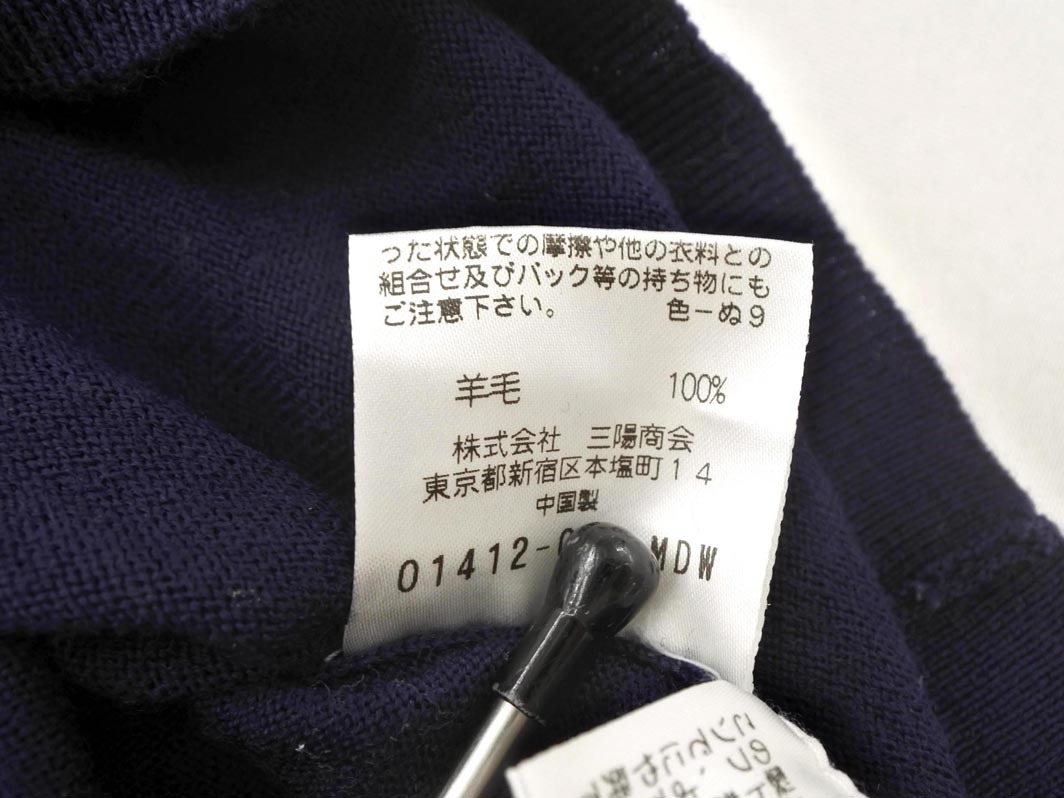 った状態での摩擦や他の衣料との
組合せ及びバック等の持ち物にも
ご注意下さい。 色ーぬ9
羊毛 100%
株式会社 三陽商会
東京都新宿区本塩町14
中国製
01412- MDW